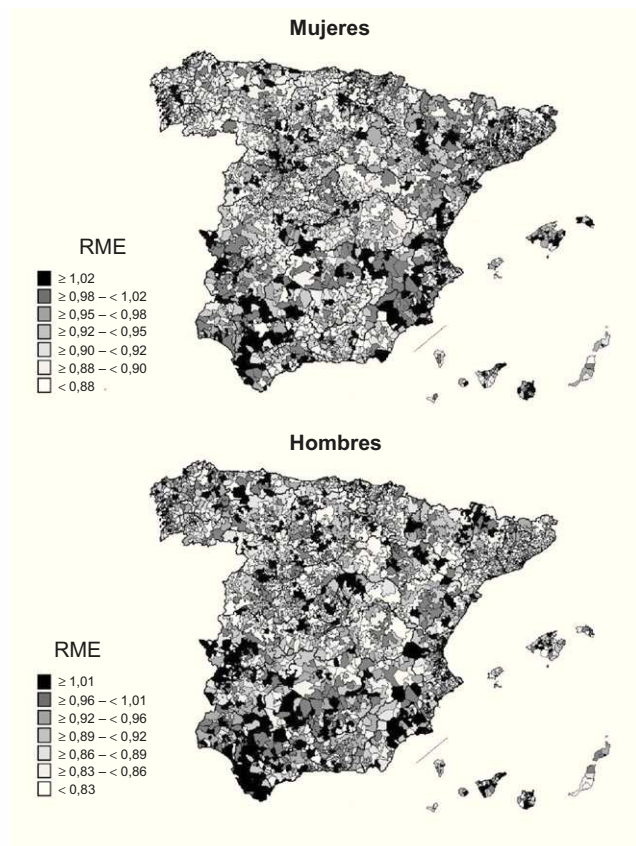 Mujeres
RME
≥ 1,02
≥ 0,98 – < 1,02
≥ 0,95 – < 0,98
≥ 0,92 – < 0,95
≥ 0,90 – < 0,92
≥ 0,88 – < 0,90
< 0,88
Hombres
RME
≥ 1,01
≥ 0,96 – < 1,01
≥ 0,92 – < 0,96
≥ 0,89 – < 0,92
≥ 0,86 – < 0,89
≥ 0,83 – < 0,86
< 0,83